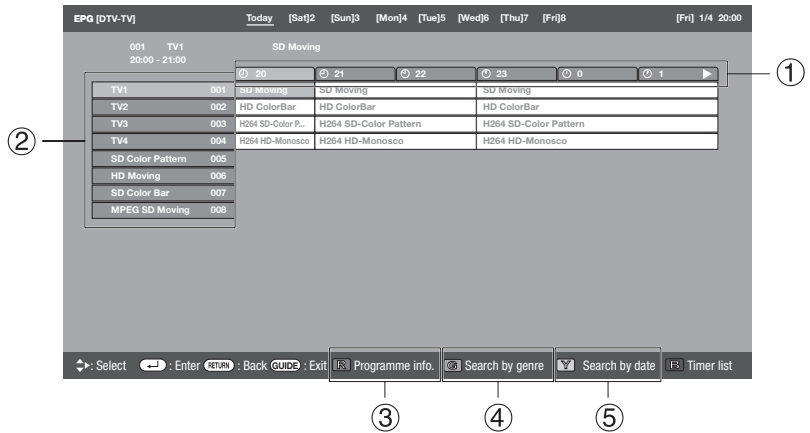 EPG [DTV-TV] Today [Sat]2 [Sun]3 [Mon]4 [Tue]5 [Wed]6 [Thu]7 [Fri]8 [Fri] 1/4 20:00
001 TV1 SD Moving
20:00 - 21:00
20 21 22 23 0 1
①
TV1 001 SD Moving SD Moving SD Moving
TV2 002 HD ColorBar HD ColorBar HD ColorBar
TV3 003 H264 SD-Color P... H264 SD-Color Pattern H264 SD-Color Pattern
②
TV4 004 H264 HD-Monosco H264 HD-Monosco H264 HD-Monosco
SD Color Pattern 005
HD Moving 006
SD Color Bar 007
MPEG SD Moving 008
: Select : Enter RETURN : Back GUIDE : Exit R Programme info. G Search by genre Y Search by date B Timer list
③ ④ ⑤